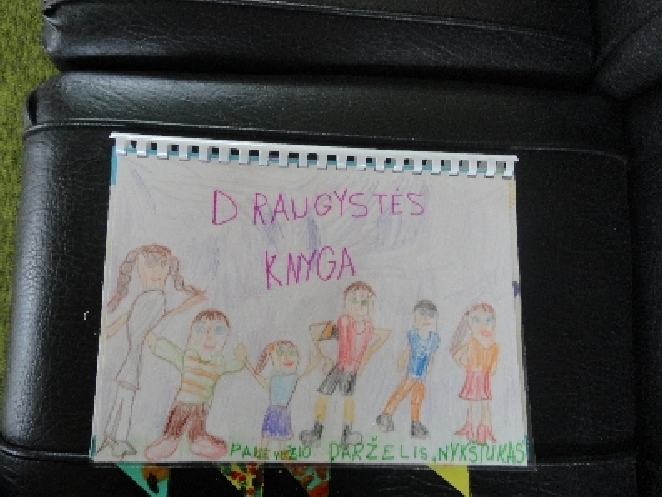 DRAUGYSTĖS
KNYGA
PANEVĖŽIO DARŽELIS „NYKŠTUKAS"